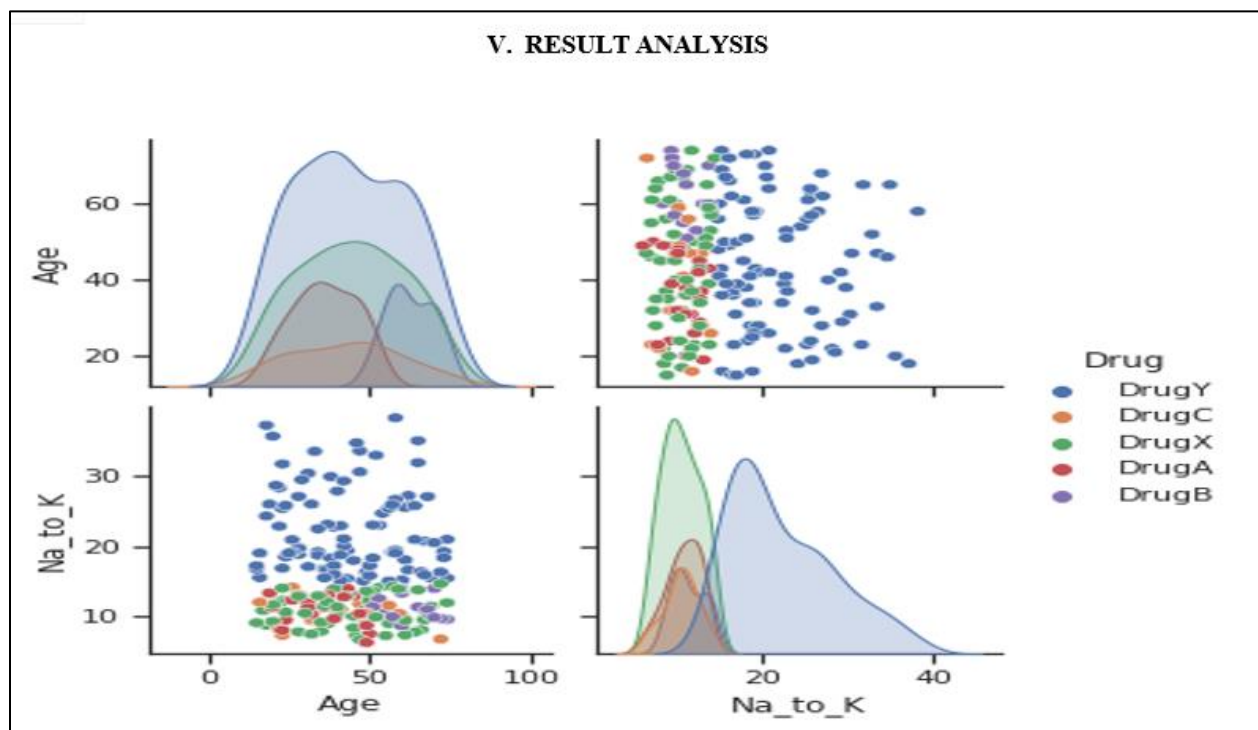 V. RESULT ANALYSIS
Age
60
40
20
Na_to_K
30
20
10
0
50
100
Age
20
40
Na_to_K
Drug
DrugY
DrugC
DrugX
DrugA
DrugB